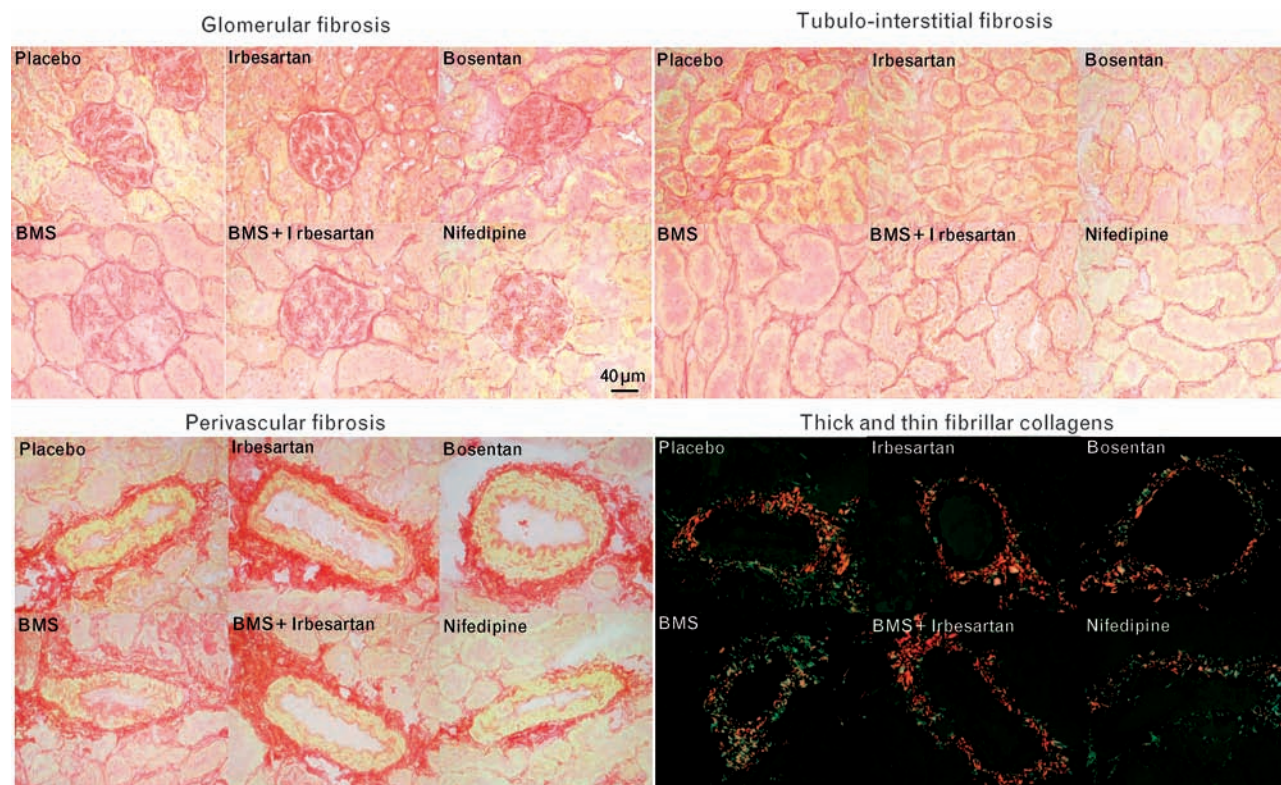 Glomerular fibrosis
Placebo Irbesartan Bosentan
BMS BMS + I rbesartan Nifedipine
40 µm
Tubulo-interstitial fibrosis
Placebo Irbesartan Bosentan
BMS BMS + I rbesartan Nifedipine
Perivascular fibrosis
Placebo Irbesartan Bosentan
BMS BMS + Irbesartan Nifedipine
Thick and thin fibrillar collagens
Placebo Irbesartan Bosentan
BMS BMS + Irbesartan Nifedipine